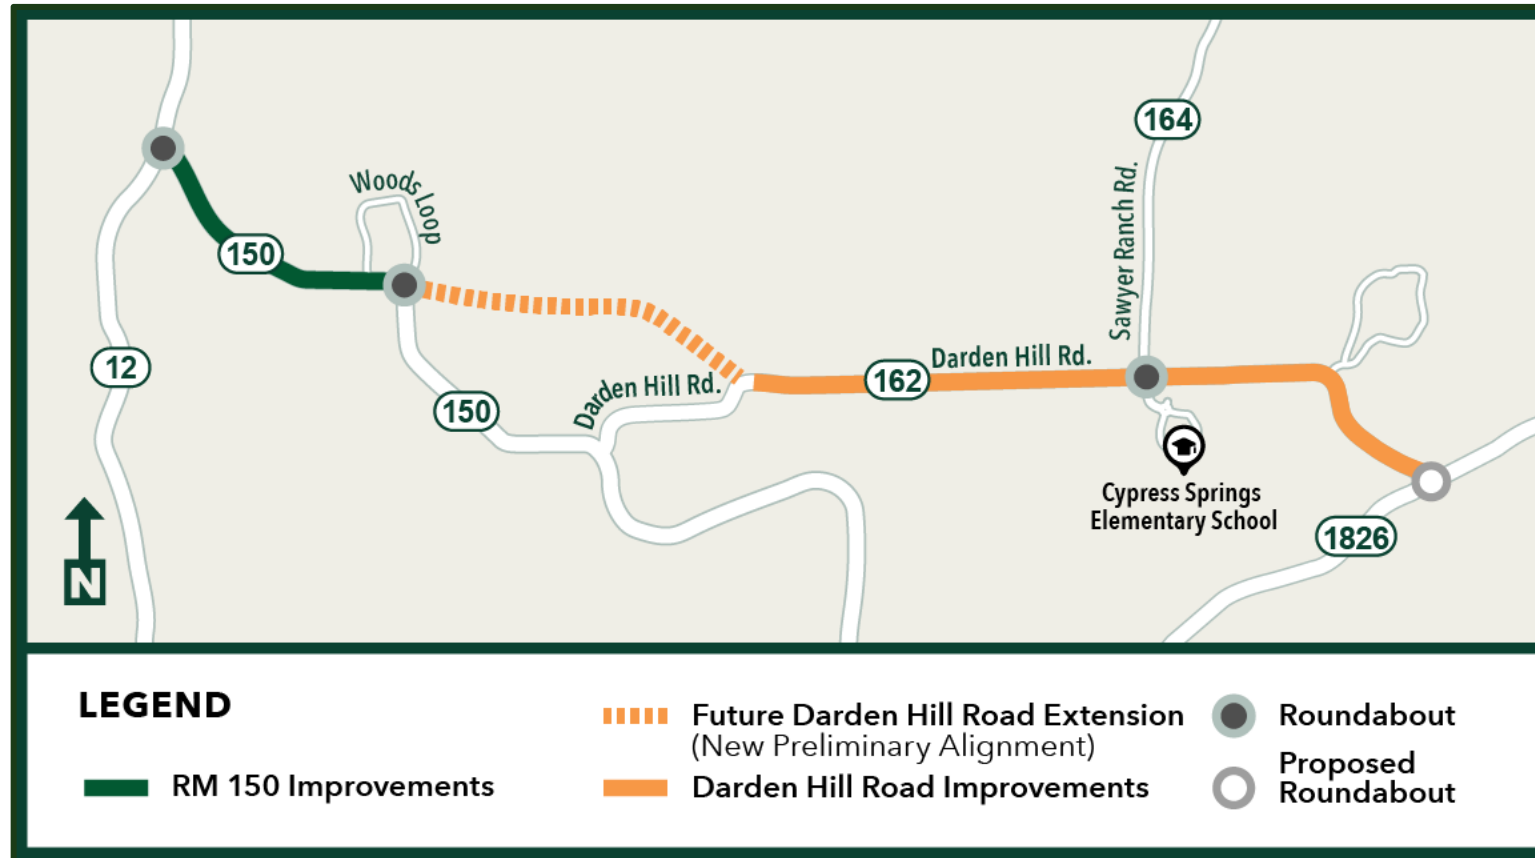 164
Woods Loop
Sawyer Ranch Rd.
150
Darden Hill Rd.
12
162
Darden Hill Rd.
150
Cypress Springs
Elementary School
1826
N
LEGEND
RM 150 Improvements
Future Darden Hill Road Extension
(New Preliminary Alignment)
Darden Hill Road Improvements
Roundabout
Proposed
Roundabout